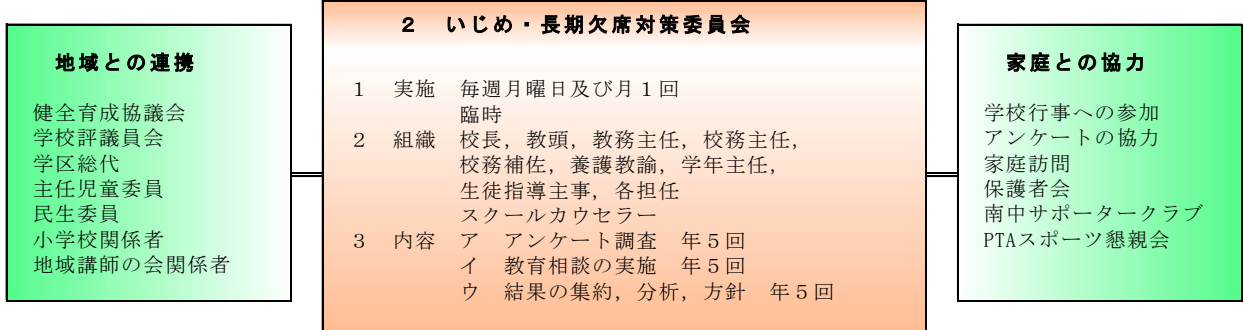 地域との連携
健全育成協議会
学校評議員会
学区総代
主任児童委員
民生委員
小学校関係者
地域講師の会関係者
２　いじめ・長期欠席対策委員会
１　実施　毎週月曜日及び月１回
臨時
２　組織　校長，教頭，教務主任，校務主任，
校務補佐，養護教諭，学年主任，
生徒指導主事，各担任
スクールカウセラー
３　内容　ア　アンケート調査　年５回
イ　教育相談の実施　年５回
ウ　結果の集約，分析，方針　年５回
家庭との協力
学校行事への参加
アンケートの協力
家庭訪問
保護者会
南中サポータークラブ
PTAスポーツ懇親会